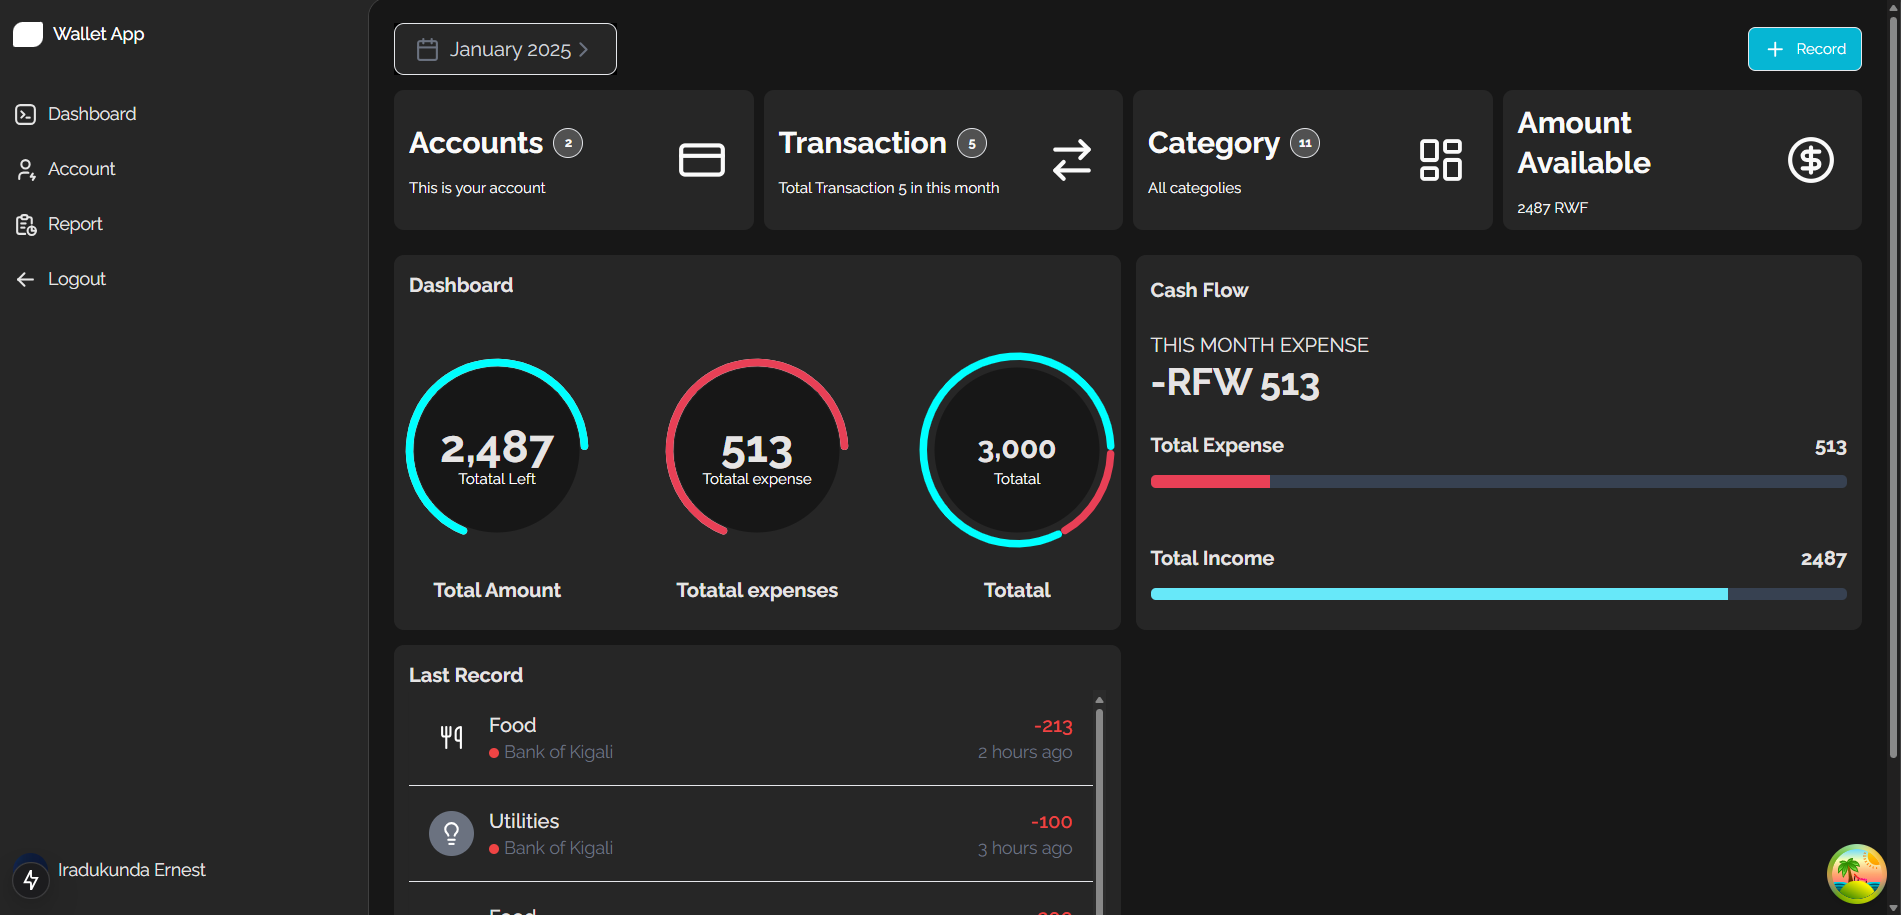 Wallet App
Dashboard
Account
Report
Logout
Iradukunda Ernest
January 2025
Record
Accounts 2
This is your account
Transaction 5
Total Transaction 5 in this month
Category 11
All categolies
Amount
Available
2487 RWF
Dashboard
2,487
Totatal Left
Total Amount
513
Totatal expense
Totatal expenses
3,000
Totatal
Totatal
Cash Flow
THIS MONTH EXPENSE
-RFW 513
Total Expense 513
Total Income 2487
Last Record
Food -213
Bank of Kigali 2 hours ago
Utilities -100
Bank of Kigali 3 hours ago
Food